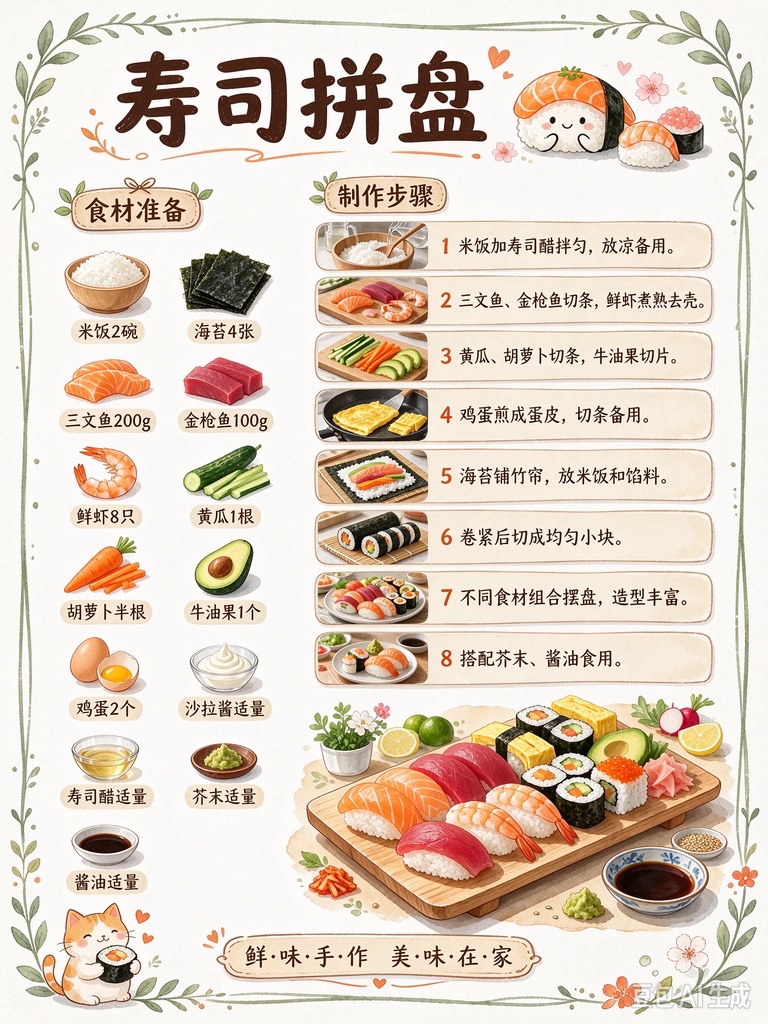 寿司拼盘
食材准备
米饭2碗
海苔4张
三文鱼200g
金枪鱼100g
鲜虾8只
黄瓜1根
胡萝卜半根
牛油果1个
鸡蛋2个
沙拉酱适量
寿司醋适量
芥末适量
酱油适量
制作步骤
1 米饭加寿司醋拌匀，放凉备用。
2 三文鱼、金枪鱼切条，鲜虾煮熟去壳。
3 黄瓜、胡萝卜切条，牛油果切片。
4 鸡蛋煎成蛋皮，切条备用。
5 海苔铺竹帘，放米饭和馅料。
6 卷紧后切成均匀小块。
7 不同食材组合摆盘，造型丰富。
8 搭配芥末、酱油食用。
鲜·味·手·作 美·味·在·家
豆包AI生成